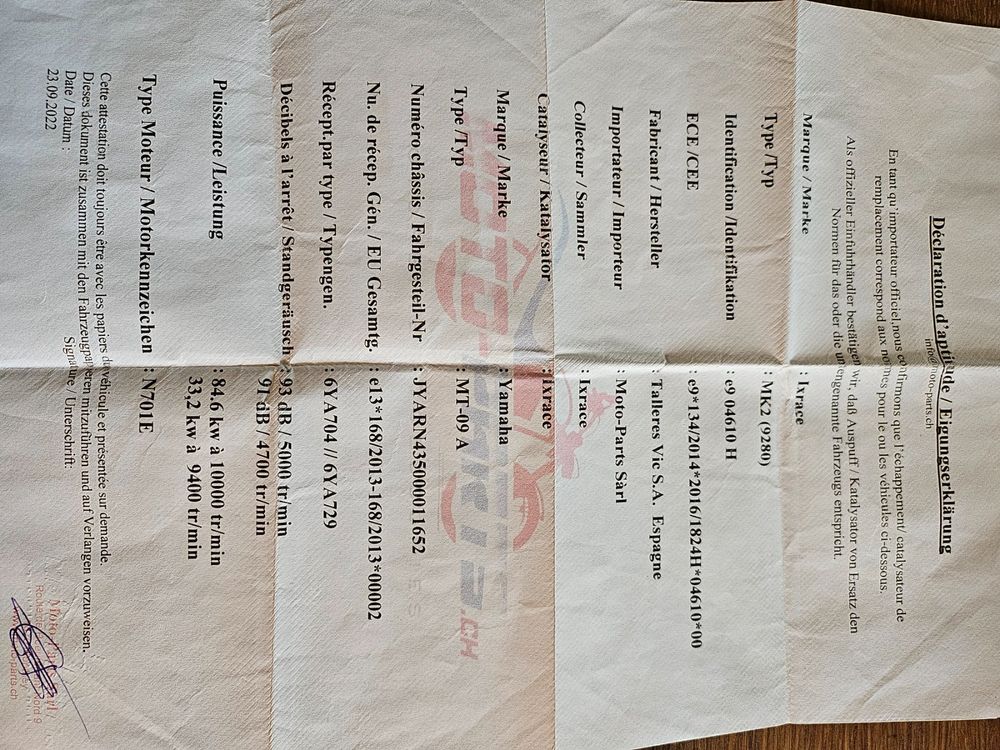 Déclaration d'aptitude / Eigungserklärung
info@moto-parts.ch
En tant qu'importateur officiel,nous confirmons que l'échappement/ catalysateur de
remplacement correspond aux normes pour le ou les véhicules ci-dessous.
Als offizieller Einfuhrhändler bestätigen wir, daß Auspuff / Katalysator von Ersatz den
Normen für das oder die untengenannte Fahrzeugs entspricht.
Marque / Marke : Ixrace
Type /Typ : MK2 (9280)
Identification /Identifikation : e9 04610 H
ECE /CEE : e9*134/2014*2016/1824H*04610*00
Fabricant / Hersteller : Talleres Vic S.A. Espagne
Importateur / Importeur : Moto-Parts Sàrl
Collecteur / Sammler : Ixrace
Catalyseur / Katalysator : Ixrace
Marque / Marke : Yamaha
Type /Typ : MT-09 A
Numéro châssis / Fahrgesteil-Nr : JYARN435000011652
Nu. de récep. Gén. / EU Gesamtg. : e13*168/2013-168/2013*00002
Récept.par type / Typengen. : 6YA704 // 6YA729
Décibels à l'arrêt / Standgeräusch : 93 dB / 5000 tr/min
91 dB / 4700 tr/min
Puissance /Leistung : 84.6 kw à 10000 tr/min
33,2 kw à 9400 tr/min
Type Moteur / Motorkennzeichen : N701E
Cette attestation doit toujours être avec les papiers du véhicule et présentée sur demande.
Dieses dokument ist zusammen mit den Fahrzeugpapieren mitzuführen und auf Verlangen vorzuweisen.
Date / Datum : Signature / Unterschrift:
23.09.2022